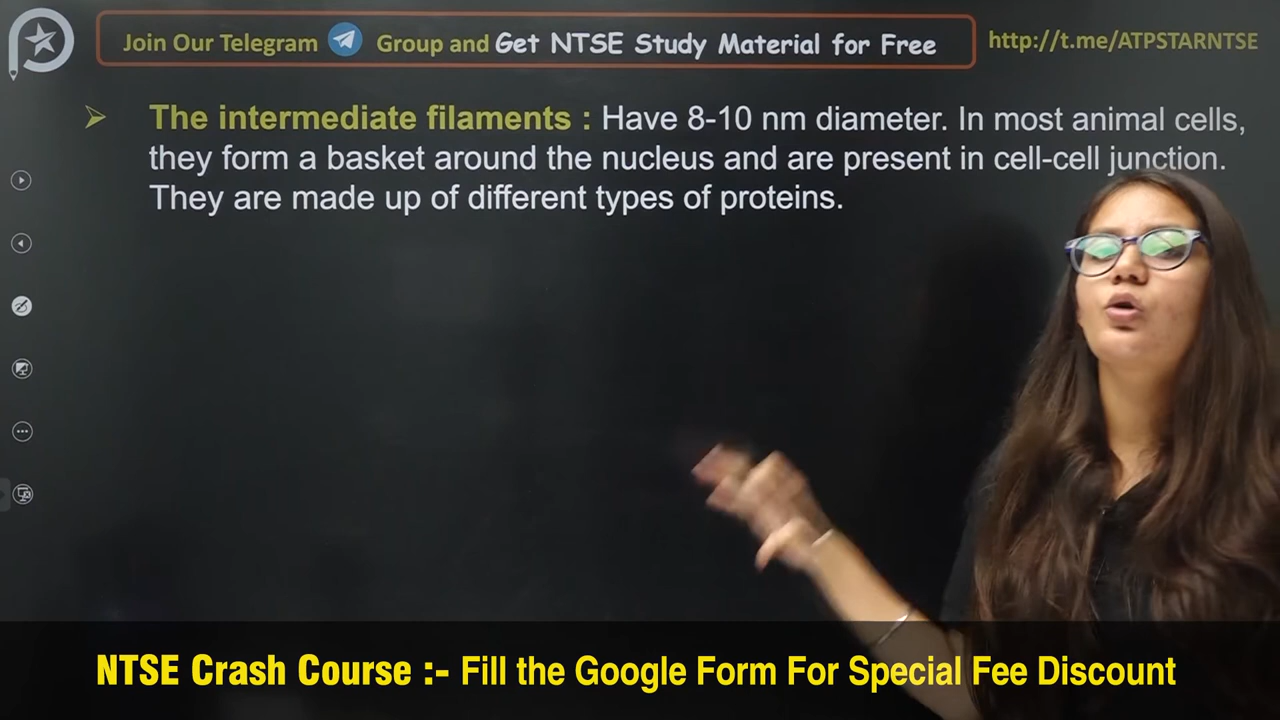 Join Our Telegram Group and Get NTSE Study Material for Free
http://t.me/ATPSTARNTSE
➢ The intermediate filaments : Have 8-10 nm diameter. In most animal cells,
they form a basket around the nucleus and are present in cell-cell junction.
They are made up of different types of proteins.
NTSE Crash Course :- Fill the Google Form For Special Fee Discount